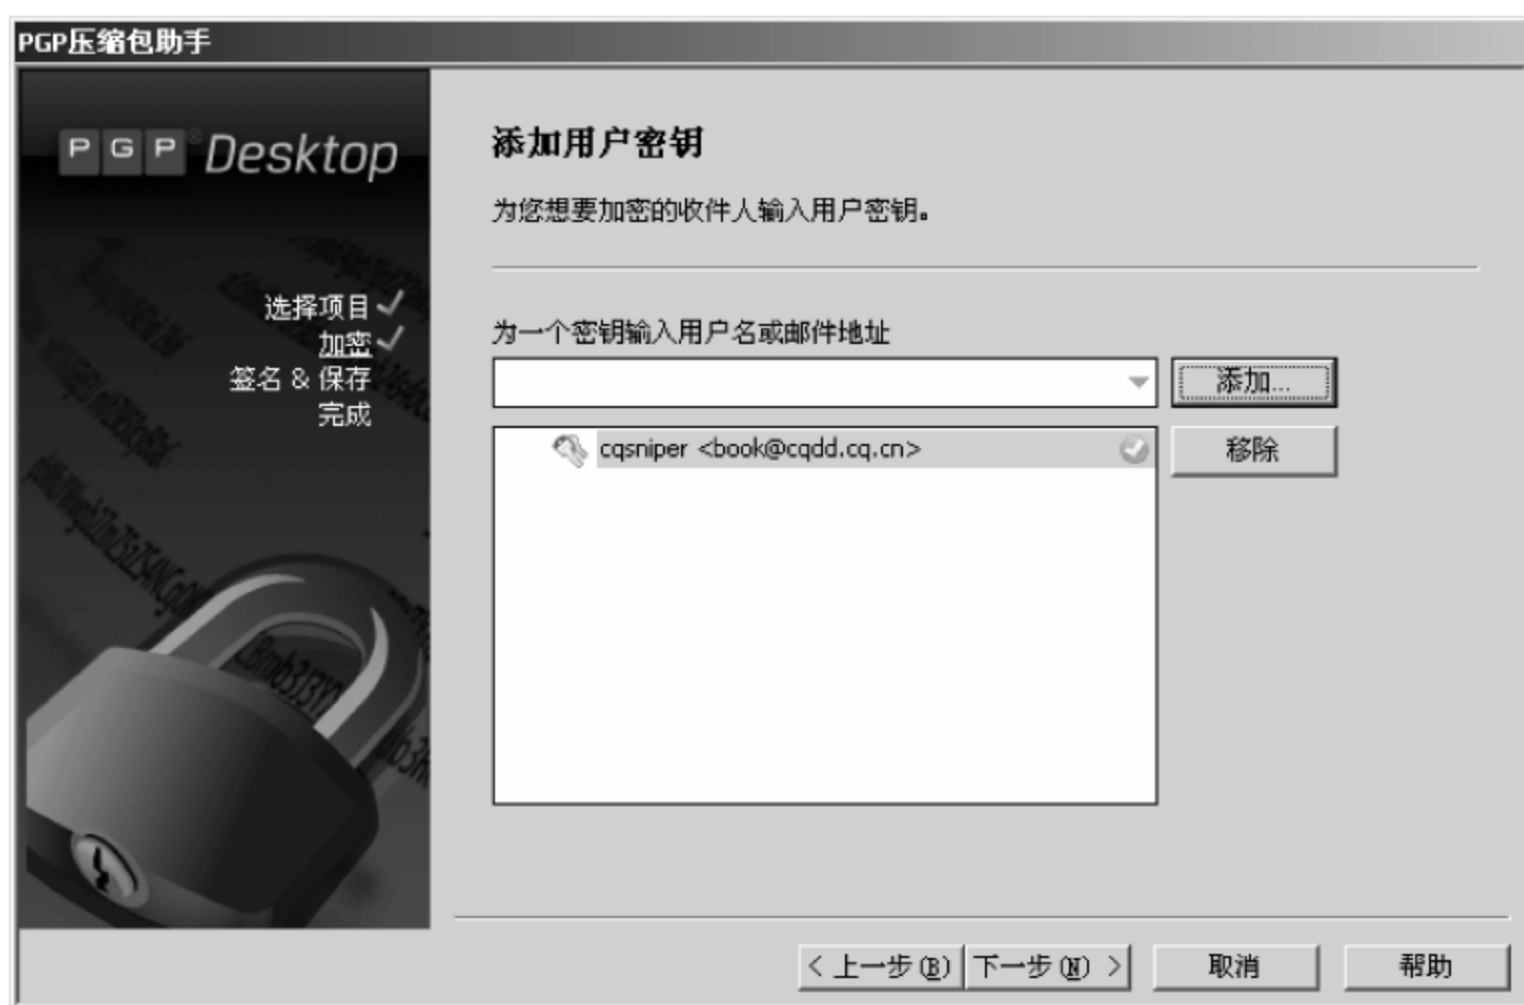 PGP压缩包助手
PGP® Desktop
选择项目
加密
签名 & 保存
完成
添加用户密钥
为您想要加密的收件人输入用户密钥。
为一个密钥输入用户名或邮件地址
添加...
cqsniper <book@cqdd.cq.cn>
移除
< 上一步(B) 下一步(N) > 取消 帮助